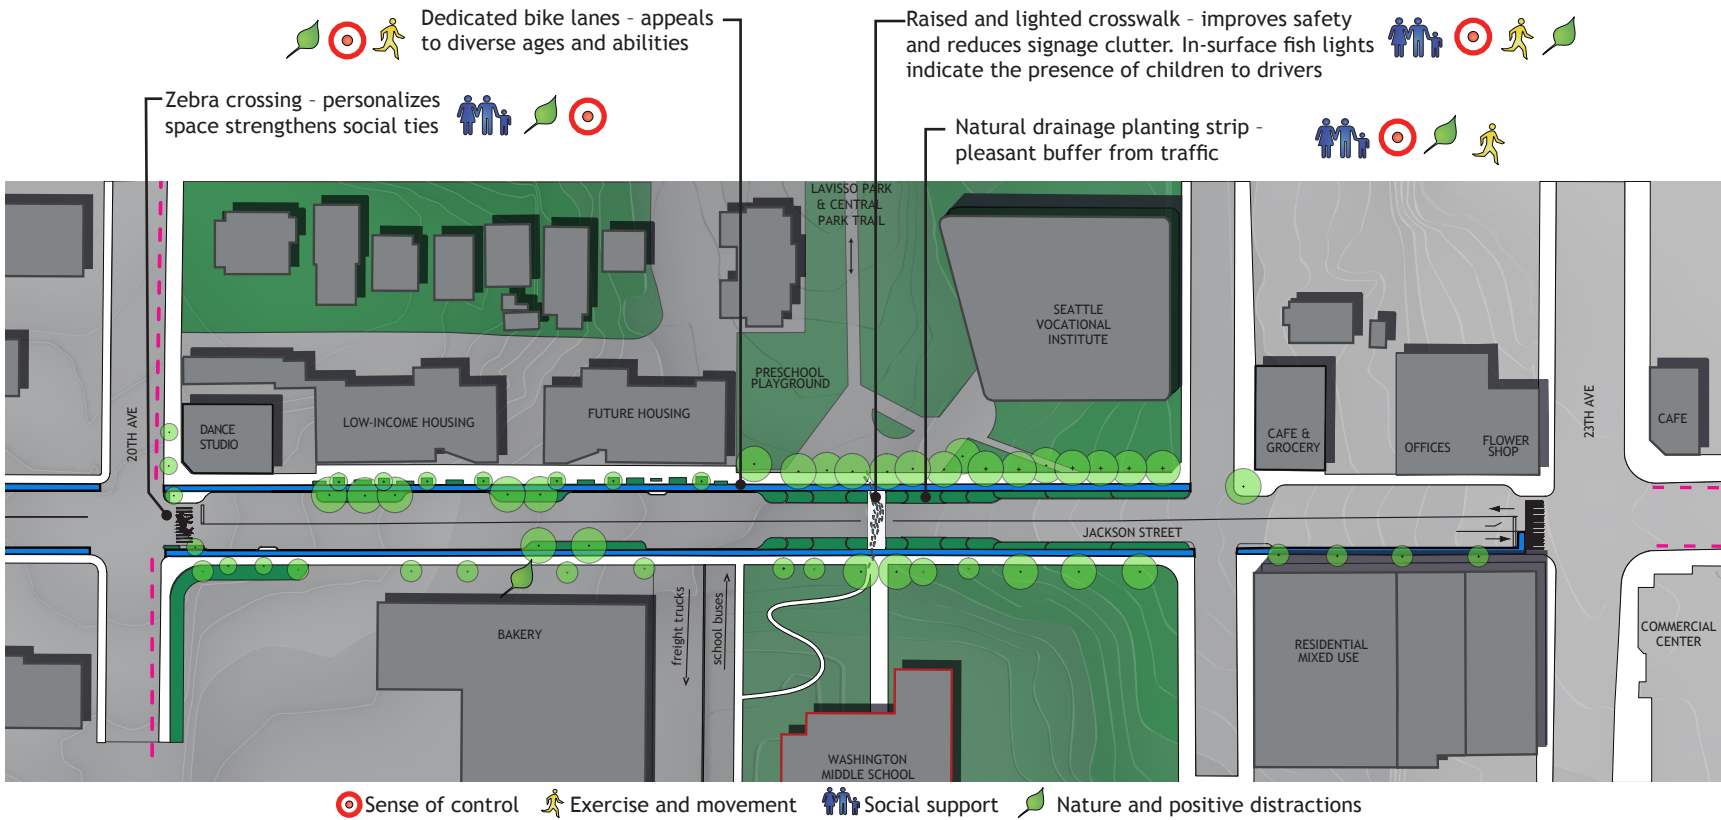 Dedicated bike lanes – appeals
to diverse ages and abilities
Raised and lighted crosswalk – improves safety
and reduces signage clutter. In-surface fish lights
indicate the presence of children to drivers
Zebra crossing – personalizes
space strengthens social ties
Natural drainage planting strip –
pleasant buffer from traffic
LAVISSO PARK
& CENTRAL
PARK TRAIL
SEATTLE
VOCATIONAL
INSTITUTE
PRESCHOOL
PLAYGROUND
20TH AVE
DANCE
STUDIO
LOW-INCOME HOUSING
FUTURE HOUSING
CAFE &
GROCERY
OFFICES
FLOWER
SHOP
23TH AVE
CAFE
JACKSON STREET
BAKERY
freight trucks
school buses
WASHINGTON
MIDDLE SCHOOL
RESIDENTIAL
MIXED USE
COMMERCIAL
CENTER
Sense of control
Exercise and movement
Social support
Nature and positive distractions